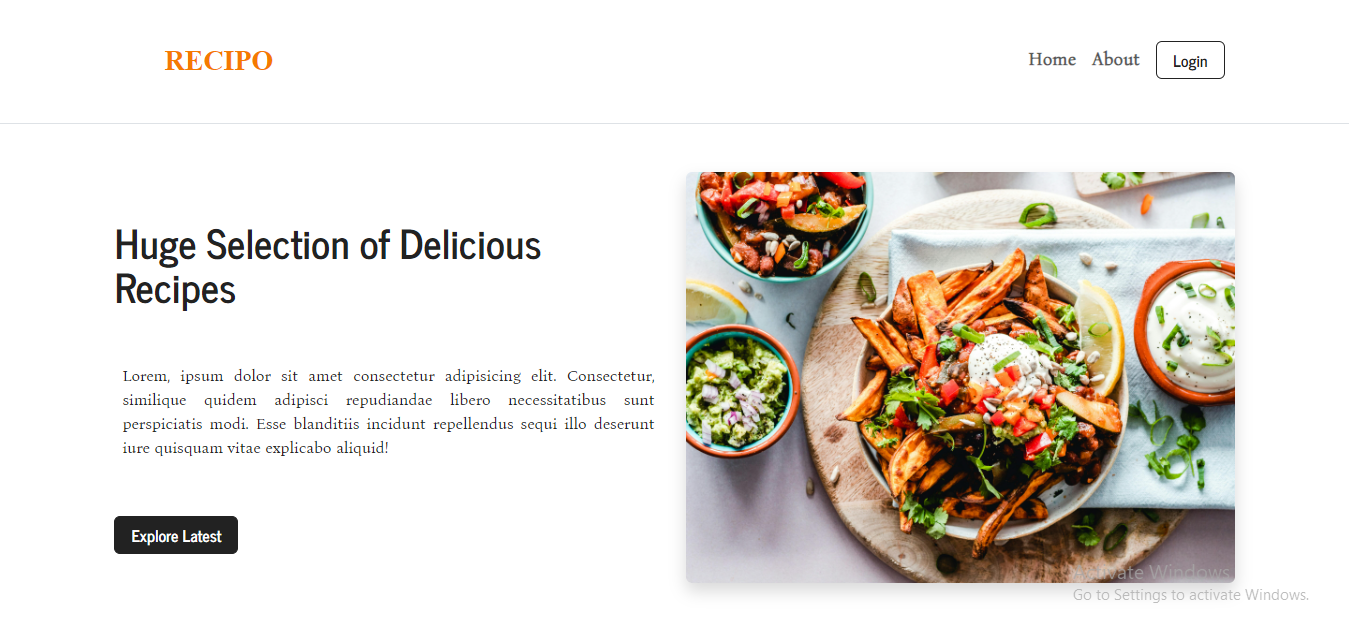 RECIPO
Home About Login
Huge Selection of Delicious
Recipes
Lorem, ipsum dolor sit amet consectetur adipisicing elit. Consectetur,
similique quidem adipisci repudiandae libero necessitatibus sunt
perspiciatis modi. Esse blanditiis incidunt repellendus sequi illo deserunt
iure quisquam vitae explicabo aliquid!
Explore Latest
Activate Windows
Go to Settings to activate Windows.